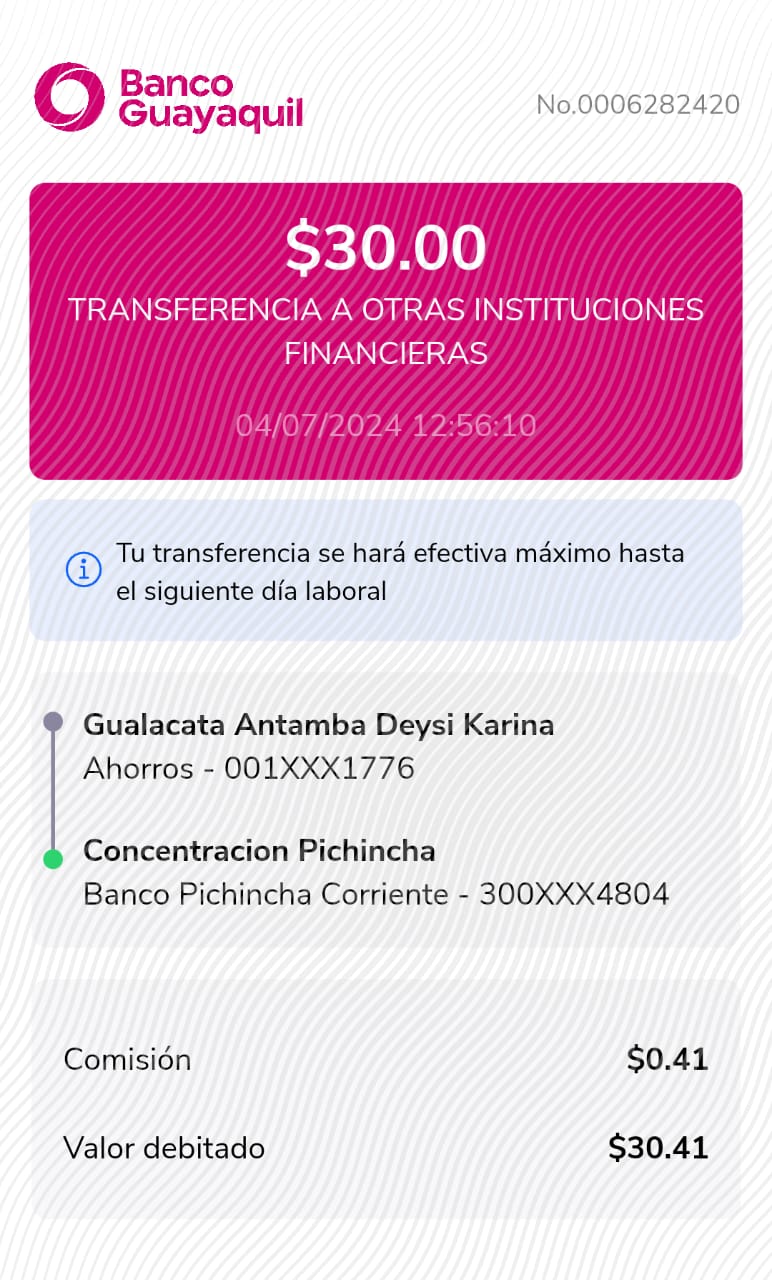 Banco
Guayaquil
No.0006282420
$30.00
TRANSFERENCIA A OTRAS INSTITUCIONES
FINANCIERAS
04/07/2024 12:56:10
Tu transferencia se hará efectiva máximo hasta
el siguiente día laboral
Gualacata Antamba Deysi Karina
Ahorros - 001XXX1776
Concentracion Pichincha
Banco Pichincha Corriente - 300XXX4804
Comisión $0.41
Valor debitado $30.41